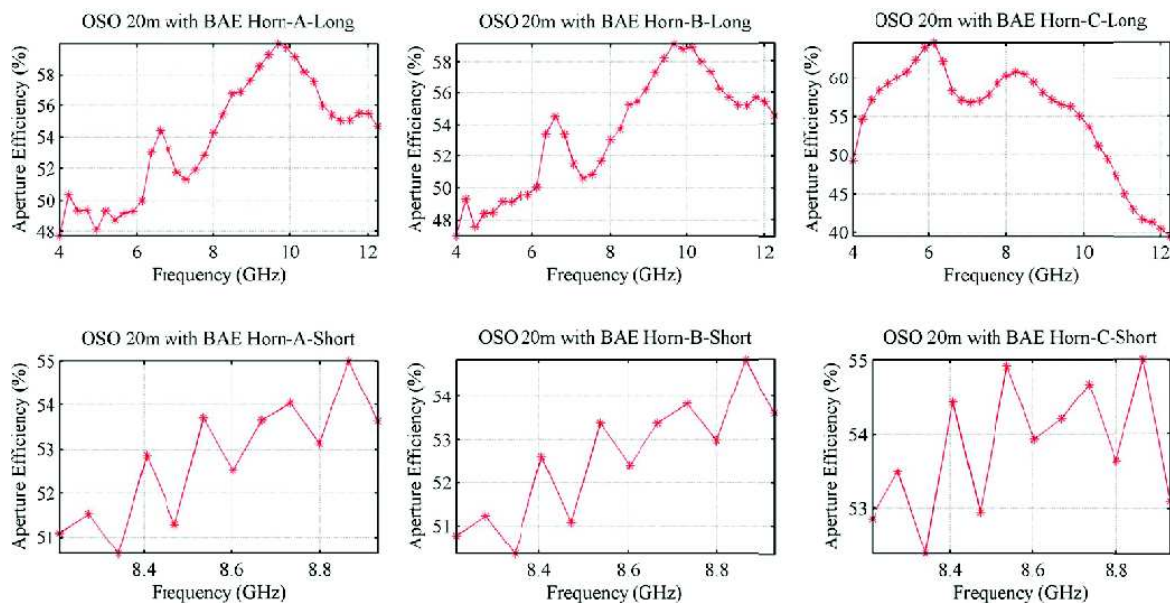 OSO 20m with BAE Horn-A-Long
OSO 20m with BAE Horn-B-Long
OSO 20m with BAE Horn-C-Long
Aperture Efficiency (%)
58
56
54
52
50
48
4 6 8 10 12
Frequency (GHz)
Aperture Efficiency (%)
58
56
54
52
50
48
4 6 8 10 12
Frequency (GHz)
Aperture Efficiency (%)
60
55
50
45
40
4 6 8 10 12
Frequency (GHz)
OSO 20m with BAE Horn-A-Short
OSO 20m with BAE Horn-B-Short
OSO 20m with BAE Horn-C-Short
Aperture Efficiency (%)
55
54
53
52
51
8.4 8.6 8.8
Frequency (GHz)
Aperture Efficiency (%)
54
53
52
51
8.4 8.6 8.8
Frequency (GHz)
Aperture Efficiency (%)
55
54
53
8.4 8.6 8.8
Frequency (GHz)